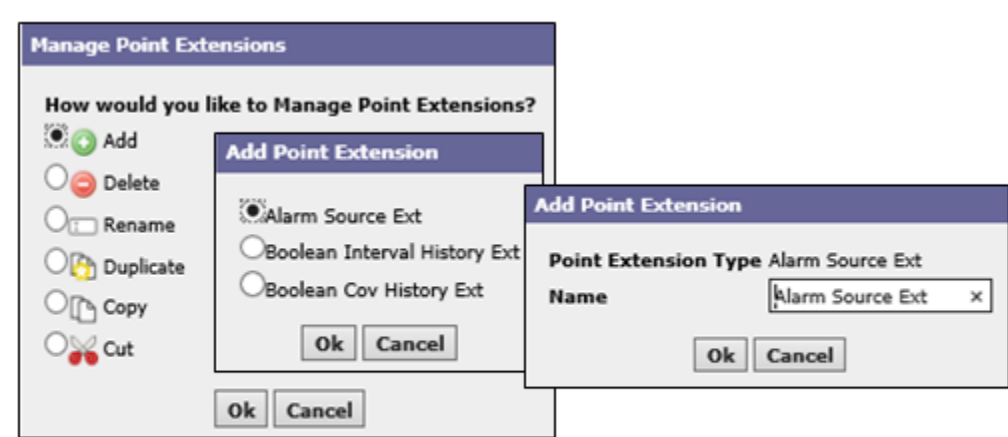 Manage Point Extensions
How would you like to Manage Point Extensions?
Add
Delete
Rename
Duplicate
Copy
Cut
Ok Cancel
Add Point Extension
Alarm Source Ext
Boolean Interval History Ext
Boolean Cov History Ext
Ok Cancel
Add Point Extension
Point Extension Type Alarm Source Ext
Name Alarm Source Ext ×
Ok Cancel